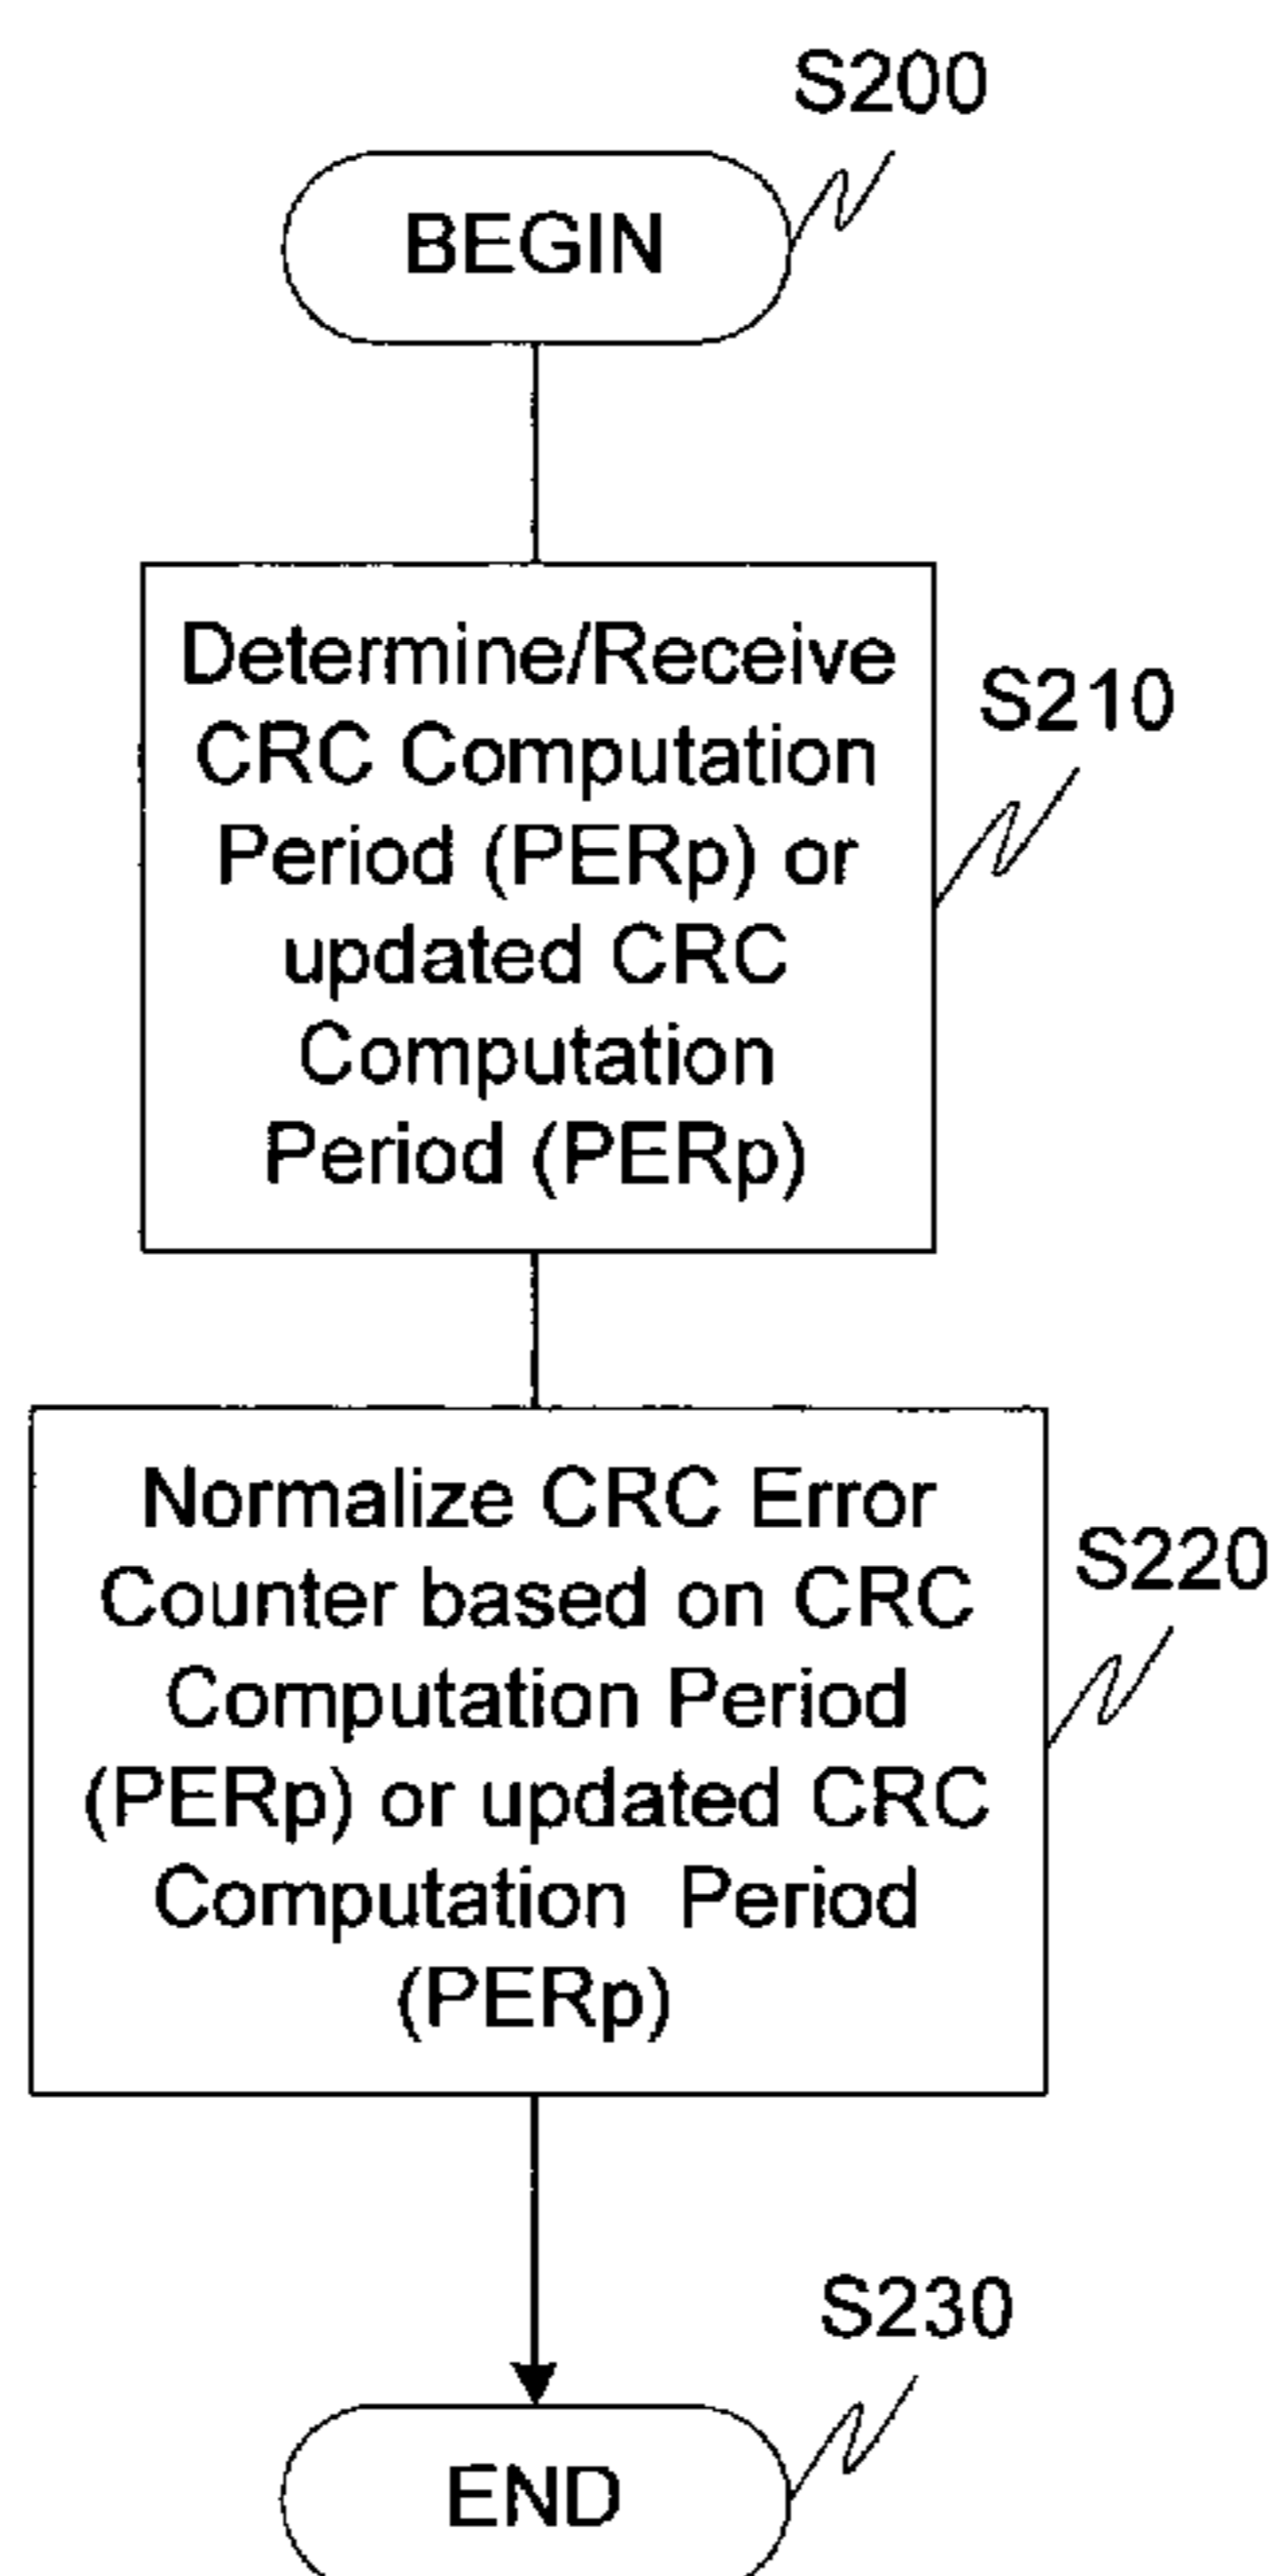 S200
BEGIN
Determine/Receive
CRC Computation
Period (PERp) or
updated CRC
Computation
Period (PERp)
S210
Normalize CRC Error
Counter based on CRC
Computation Period
(PERp) or updated CRC
Computation Period
(PERp)
S220
S230
END